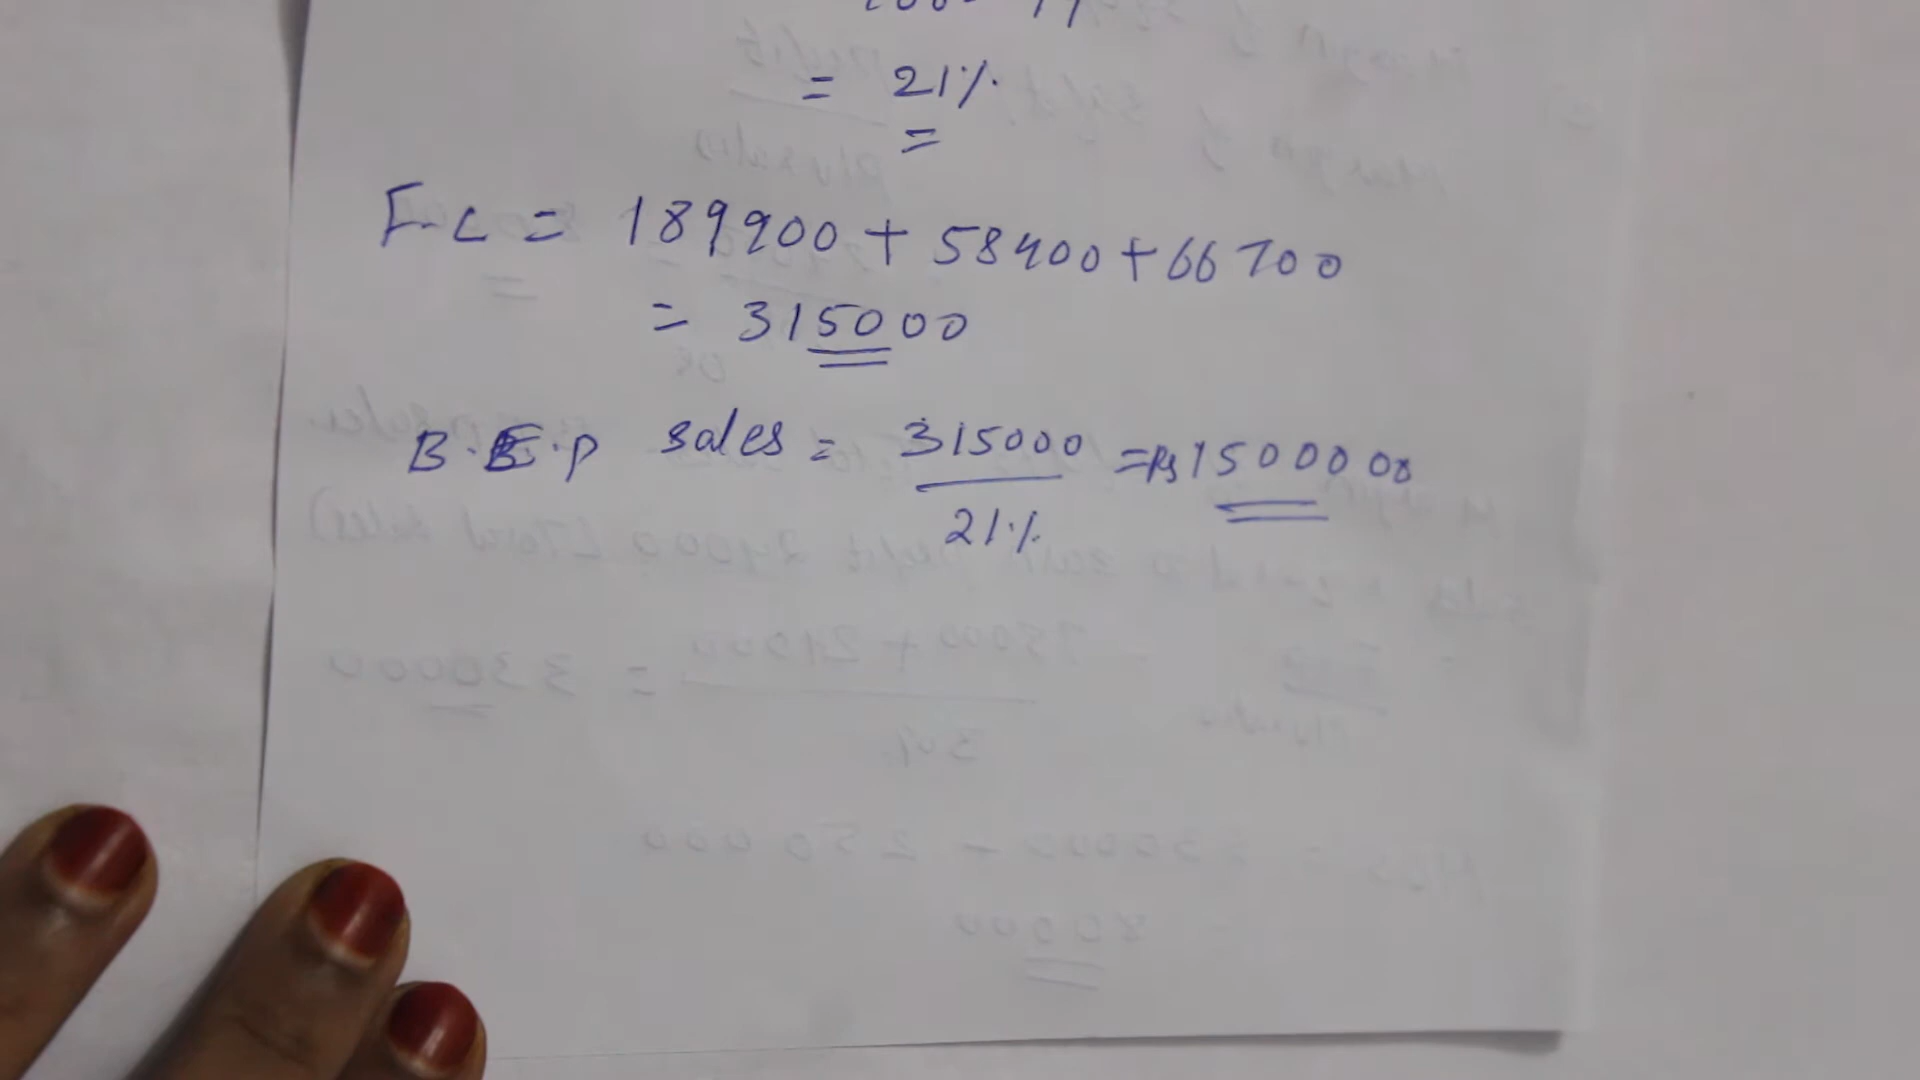 = 21%
F.C = 189900 + 58400 + 66700
= 315000
B.E.P sales = 315000 / 21% = Rs 1500000